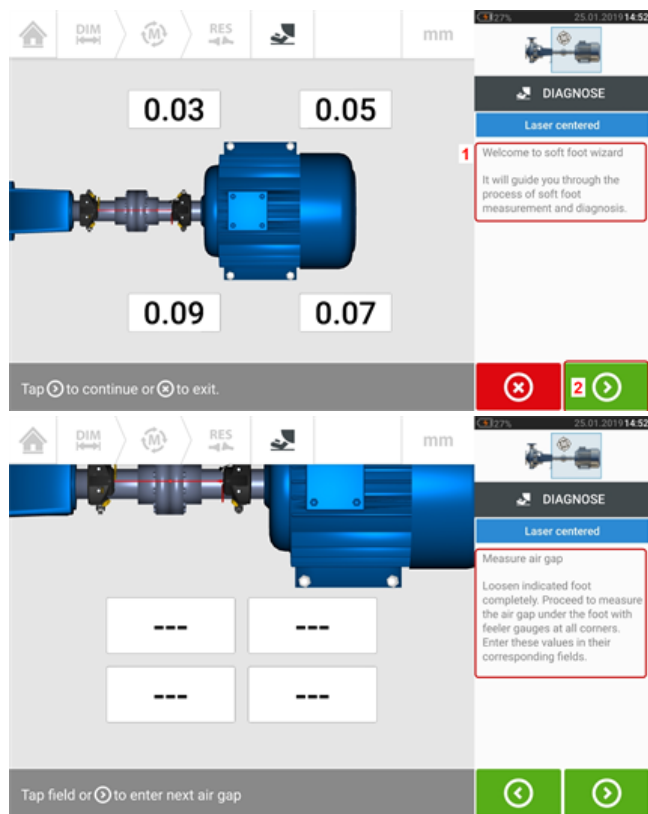 DIM
M
RES
mm
27%
25.01.2019 14:52
0.03
0.05
0.09
0.07
DIAGNOSE
Laser centered
1
Welcome to soft foot wizard
It will guide you through the
process of soft foot
measurement and diagnosis.
Tap to continue or to exit.
2
DIM
M
RES
mm
27%
25.01.2019 14:52
---
---
---
---
DIAGNOSE
Laser centered
Measure air gap
Loosen indicated foot
completely. Proceed to measure
the air gap under the foot with
feeler gauges at all corners.
Enter these values in their
corresponding fields.
Tap field or to enter next air gap